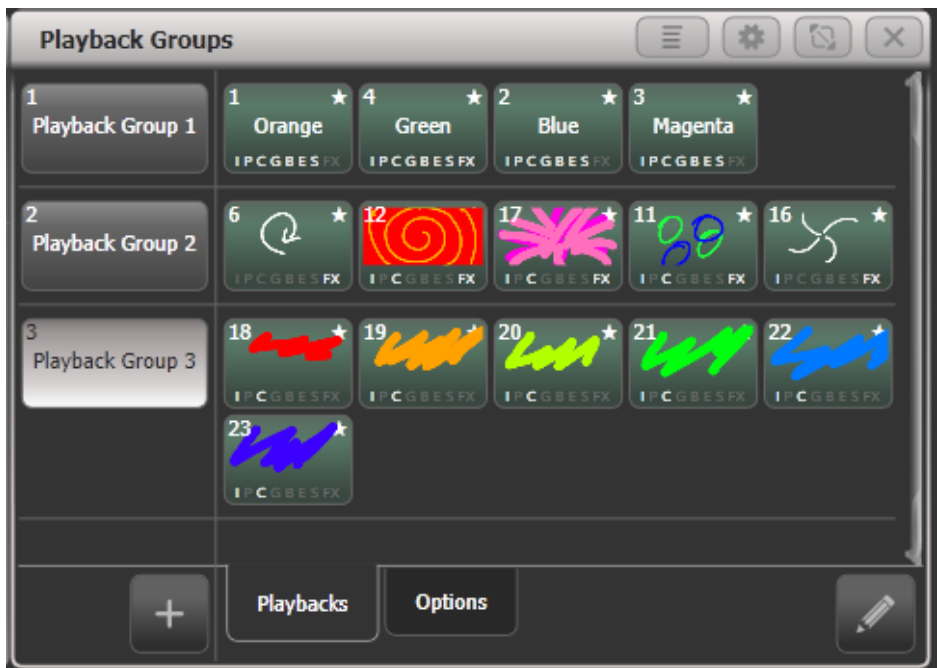 Playback Groups
1
Playback Group 1
1 4 2 3
Orange Green Blue Magenta
IPCGBESFX IPCGBESFX IPCGBESFX IPCGBESFX
2
Playback Group 2
6 12 17 11 16
IPCGBESFX IPCGBESFX IPCGBESFX IPCGBESFX IPCGBESFX
3
Playback Group 3
18 19 20 21 22
IPCGBESFX IPCGBESFX IPCGBESFX IPCGBESFX IPCGBESFX
23
IPCGBESFX
+
Playbacks Options